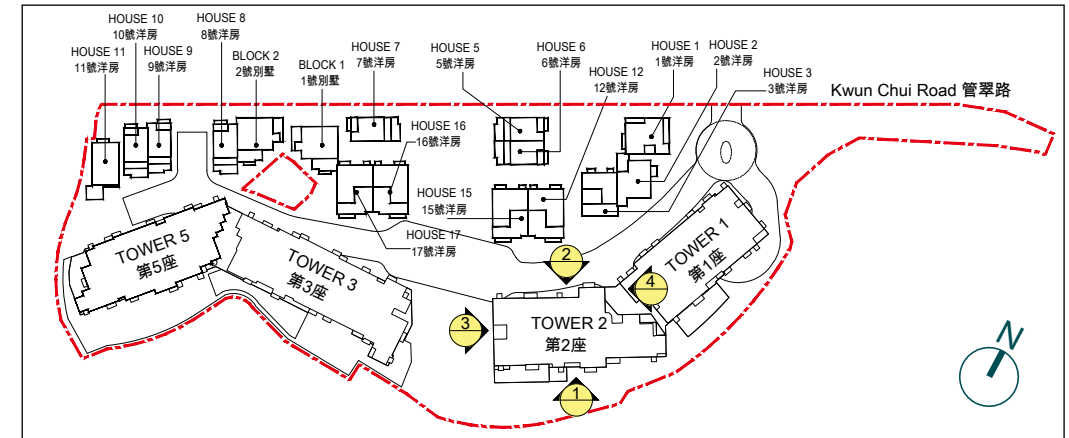 HOUSE 11
11號洋房
HOUSE 10
10號洋房
HOUSE 9
9號洋房
HOUSE 8
8號洋房
BLOCK 2
2號別墅
BLOCK 1
1號別墅
HOUSE 7
7號洋房
HOUSE 16
16號洋房
HOUSE 5
5號洋房
HOUSE 6
6號洋房
HOUSE 12
12號洋房
HOUSE 1
1號洋房
HOUSE 2
2號洋房
HOUSE 3
3號洋房
Kwun Chui Road 管翠路
HOUSE 15
15號洋房
HOUSE 17
17號洋房
TOWER 5
第5座
TOWER 3
第3座
TOWER 2
第2座
TOWER 1
第1座
2
4
3
1
N